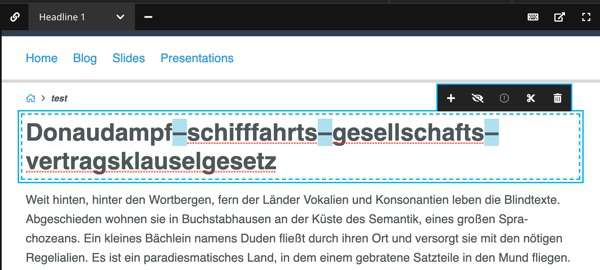 Headline 1
Home Blog Slides Presentations
test
Donaudampf–schifffahrts–gesellschafts–
vertragsklauselgesetz
Weit hinten, hinter den Wortbergen, fern der Länder Vokalien und Konsonantien leben die Blindtexte.
Abgeschieden wohnen sie in Buchstabhausen an der Küste des Semantik, eines großen Spra-
chozeans. Ein kleines Bächlein namens Duden fließt durch ihren Ort und versorgt sie mit den nötigen
Regelialien. Es ist ein paradiesmatisches Land, in dem einem gebratene Satzteile in den Mund fliegen.